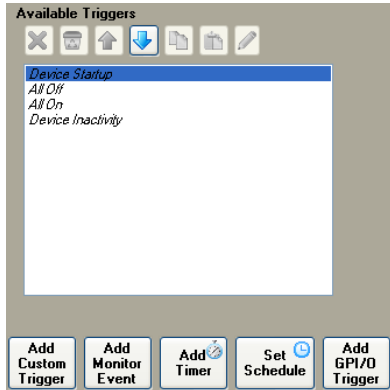 Available Triggers
Device Startup
All Off
All On
Device Inactivity
Add
Custom
Trigger
Add
Monitor
Event
Add
Timer
Set
Schedule
Add
GPI/O
Trigger